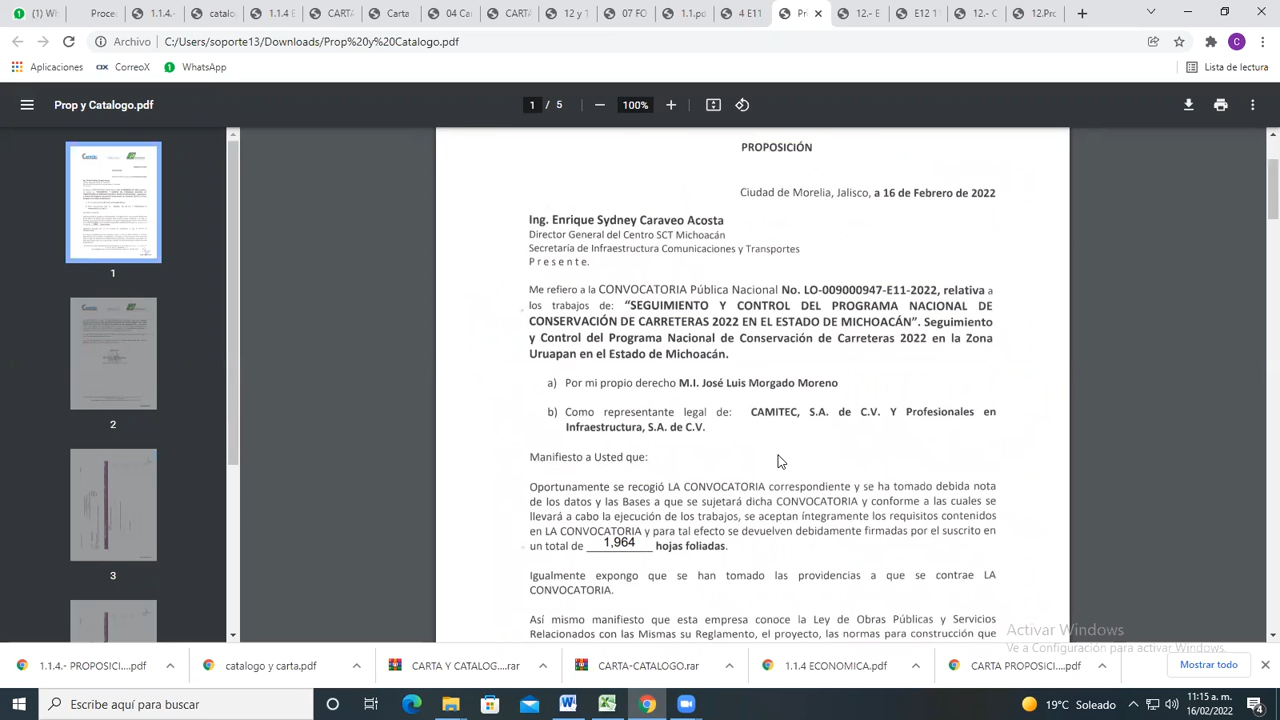 (1) Wh
1.1.4.-
catalo
1.1.4 E
CARTA
Carta
04 Car
CARTA
12 y 1
07 FO
1.1.pd
4 E11
Pr
12.- E
E12 1
12.- C
12.Pro
Archivo | C:/Users/soporte13/Downloads/Prop%20y%20Catalogo.pdf
C
Aplicaciones CorreoX WhatsApp Lista de lectura
Prop y Catalogo.pdf 1 / 5 100%
PROPOSICIÓN
Ciudad de Morelia, Jalisco, a 16 de Febrero de 2022
Ing. Enrique Sydney Caraveo Acosta
Director General del Centro SCT Michoacán
Secretaria de Infraestructura Comunicaciones y Transportes
P r e s e n t e.
Me refiero a la CONVOCATORIA Pública Nacional No. LO-009000947-E11-2022, relativa a
los trabajos de: “SEGUIMIENTO Y CONTROL DEL PROGRAMA NACIONAL DE
CONSERVACIÓN DE CARRETERAS 2022 EN EL ESTADO DE MICHOACÁN”. Seguimiento
y Control del Programa Nacional de Conservación de Carreteras 2022 en la Zona
Uruapan en el Estado de Michoacán.
a) Por mi propio derecho M.I. José Luis Morgado Moreno
b) Como representante legal de: CAMITEC, S.A. de C.V. Y Profesionales en
Infraestructura, S.A. de C.V.
Manifiesto a Usted que:
Oportunamente se recogió LA CONVOCATORIA correspondiente y se ha tomado debida nota
de los datos y las Bases a que se sujetará dicha CONVOCATORIA y conforme a las cuales se
llevará a cabo la ejecución de los trabajos, se aceptan íntegramente los requisitos contenidos
en LA CONVOCATORIA y para tal efecto se devuelven debidamente firmadas por el suscrito en
un total de 1,964 hojas foliadas.
Igualmente expongo que se han tomado las providencias a que se contrae LA
CONVOCATORIA.
Así mismo manifiesto que esta empresa conoce la Ley de Obras Públicas y Servicios
Relacionados con las Mismas su Reglamento, el proyecto, las normas para construcción que
1
2
3
Activar Windows
Ve a Configuración para activar Windows.
1.1.4.- PROPOSICI....pdf
catalogo y carta.pdf
CARTA Y CATALOG....rar
CARTA-CATALOGO.rar
1.1.4 ECONOMICA.pdf
CARTA PROPOSICI....pdf
Mostrar todo
Escribe aquí para buscar
19°C Soleado
11:15 a. m.
16/02/2022
4